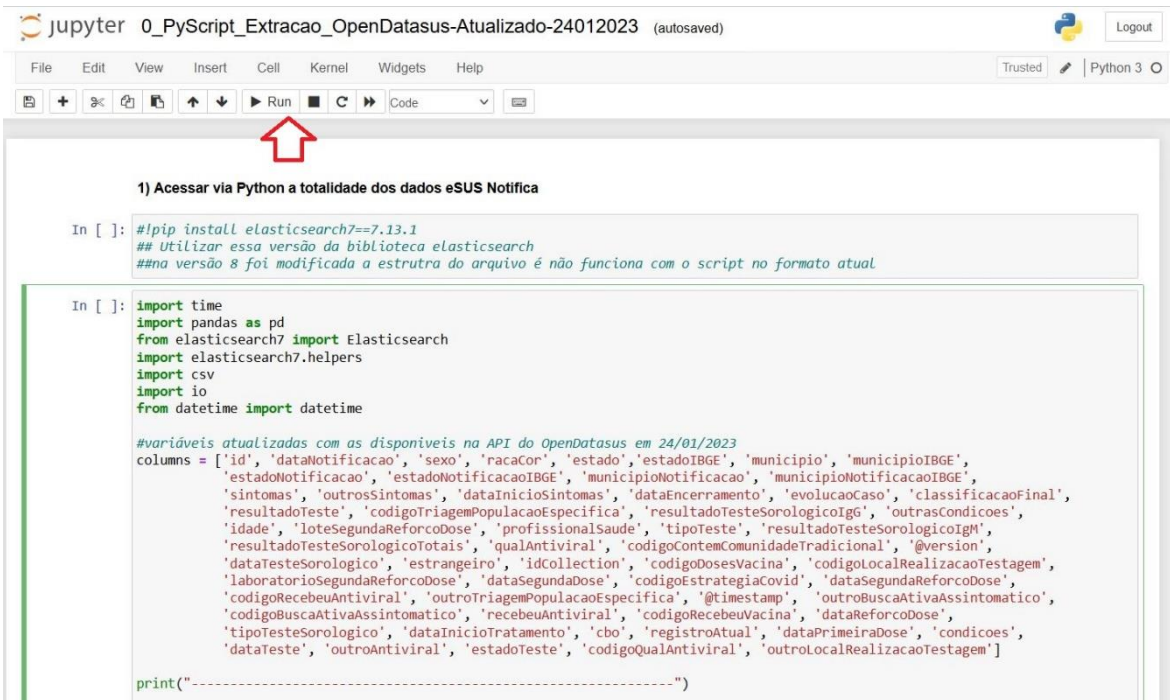 jupyter 0_PyScript_Extracao_OpenDatasus-Atualizado-24012023 (autosaved)
Logout
File Edit View Insert Cell Kernel Widgets Help
Trusted Python 3
Run Code
1) Acessar via Python a totalidade dos dados eSUS Notifica
In [ ]: #!pip install elasticsearch7==7.13.1
## Utilizar essa versão da biblioteca elasticsearch
##na versão 8 foi modificada a estrutra do arquivo é não funciona com o script no formato atual
In [ ]: import time
import pandas as pd
from elasticsearch7 import Elasticsearch
import elasticsearch7.helpers
import csv
import io
from datetime import datetime
#variáveis atualizadas com as disponiveis na API do OpenDatasus em 24/01/2023
columns = ['id', 'dataNotificacao', 'sexo', 'racaCor', 'estado','estadoIBGE', 'municipio', 'municipioIBGE',
'estadoNotificacao', 'estadoNotificacaoIBGE', 'municipioNotificacao', 'municipioNotificacaoIBGE',
'sintomas', 'outrosSintomas', 'dataInicioSintomas', 'dataEncerramento', 'evolucaoCaso', 'classificacaoFinal',
'resultadoTeste', 'codigoTriagemPopulacaoEspecifica', 'resultadoTesteSorologicoIgG', 'outrasCondicoes',
'idade', 'loteSegundaReforcoDose', 'profissionalSaude', 'tipoTeste', 'resultadoTesteSorologicoIgM',
'resultadoTesteSorologicoTotais', 'qualAntiviral', 'codigoContemComunidadeTradicional', '@version',
'dataTesteSorologico', 'estrangeiro', 'idCollection', 'codigoDosesVacina', 'codigoLocalRealizacaoTestagem',
'laboratorioSegundaReforcoDose', 'dataSegundaDose', 'codigoEstrategiaCovid', 'dataSegundaReforcoDose',
'codigoRecebeuAntiviral', 'outroTriagemPopulacaoEspecifica', '@timestamp', 'outroBuscaAtivaAssintomatico',
'codigoBuscaAtivaAssintomatico', 'recebeuAntiviral', 'codigoRecebeuVacina', 'dataReforcoDose',
'tipoTesteSorologico', 'dataInicioTratamento', 'cbo', 'registroAtual', 'dataPrimeiraDose', 'condicoes',
'dataTeste', 'outroAntiviral', 'estadoTeste', 'codigoQualAntiviral', 'outroLocalRealizacaoTestagem']
print("---------------------------------------------------------------")